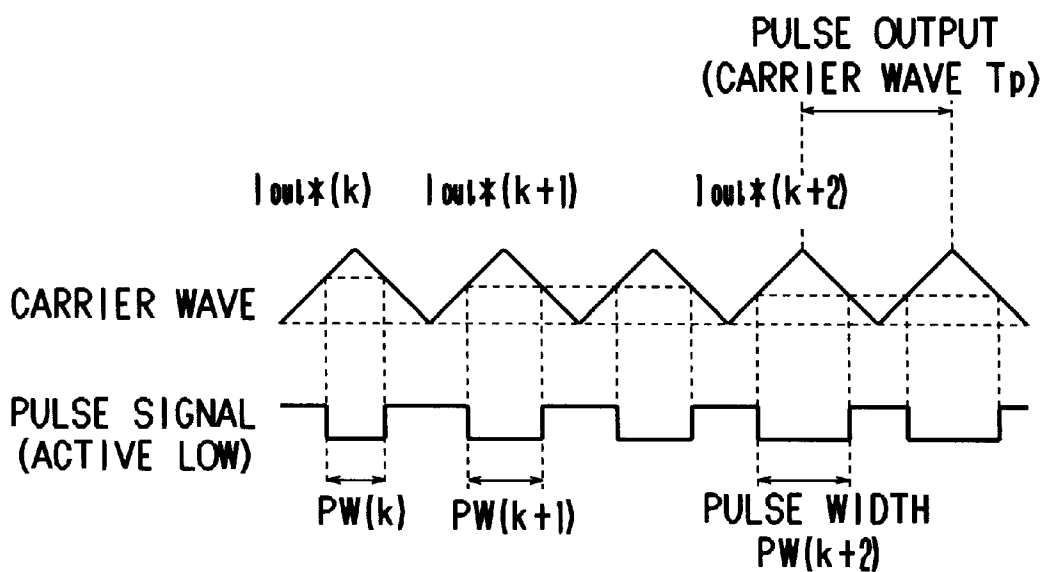 PULSE OUTPUT
(CARRIER WAVE Tp)
Iout*(k) Iout*(k+1) Iout*(k+2)
CARRIER WAVE
PULSE SIGNAL
(ACTIVE LOW)
PW(k) PW(k+1) PULSE WIDTH
PW(k+2)